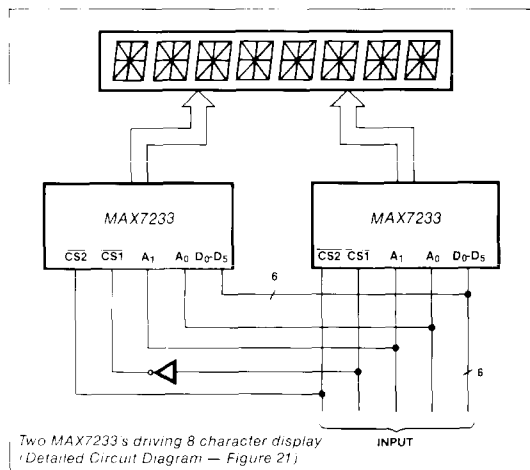 MAX7233
MAX7233
CS2 CS1 A1 A0 D0-D5
CS2 CS1 A1 A0 D0-D5
6
6
Two MAX7233's driving 8 character display
(Detailed Circuit Diagram — Figure 21)
INPUT